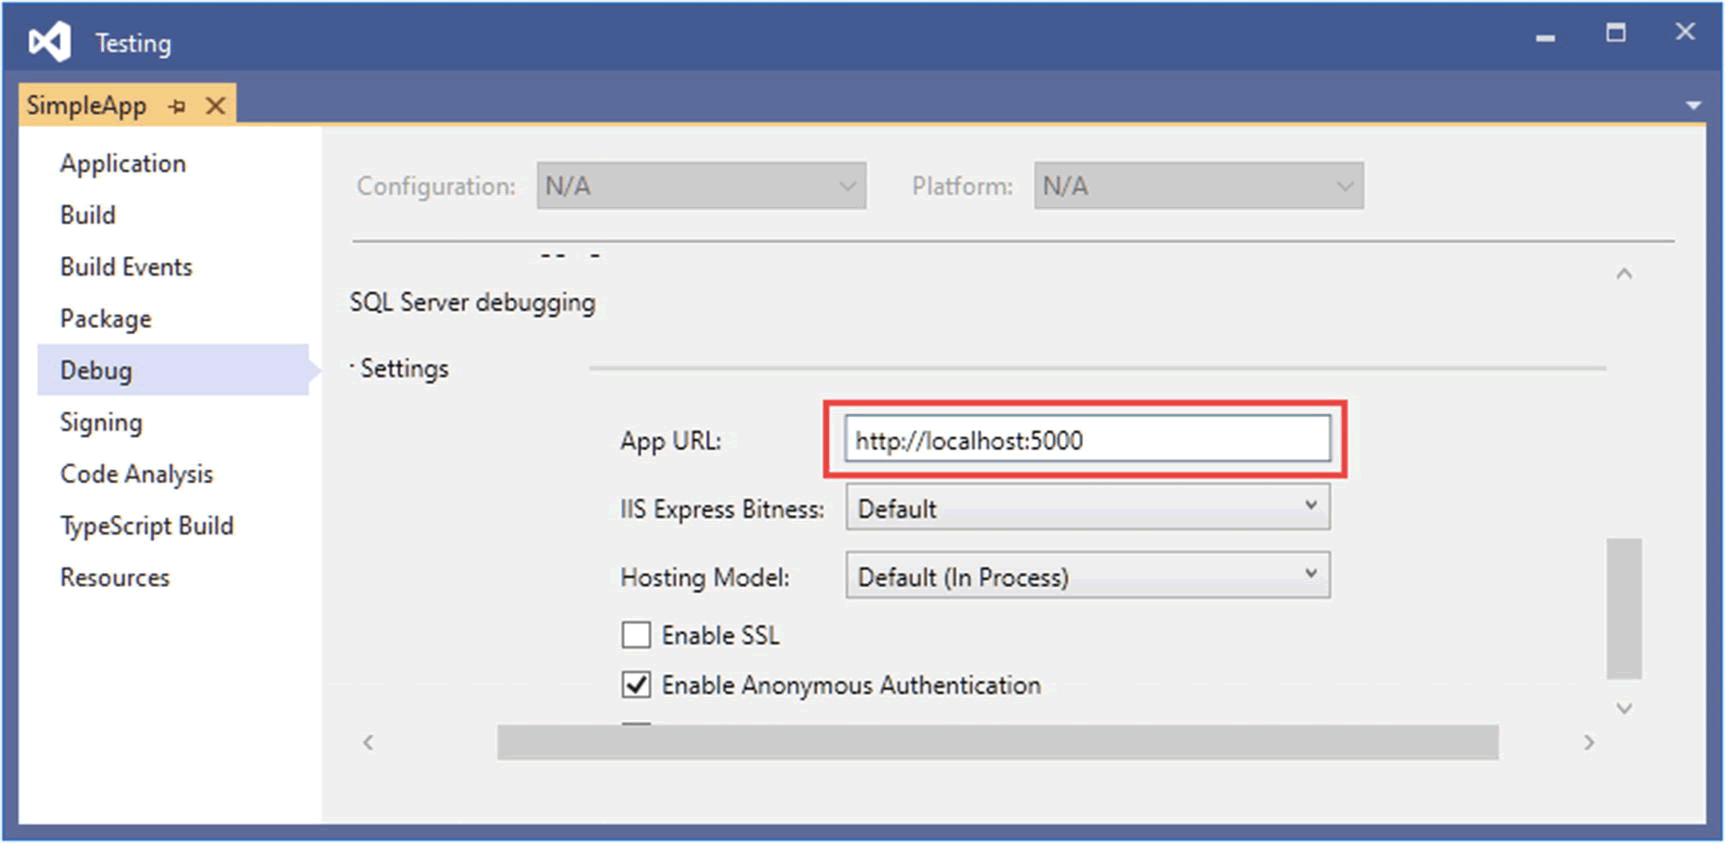 Testing
SimpleApp
Application
Build
Build Events
Package
Debug
Signing
Code Analysis
TypeScript Build
Resources
Configuration: N/A Platform: N/A
SQL Server debugging
Settings
App URL: http://localhost:5000
IIS Express Bitness: Default
Hosting Model: Default (In Process)
Enable SSL
Enable Anonymous Authentication